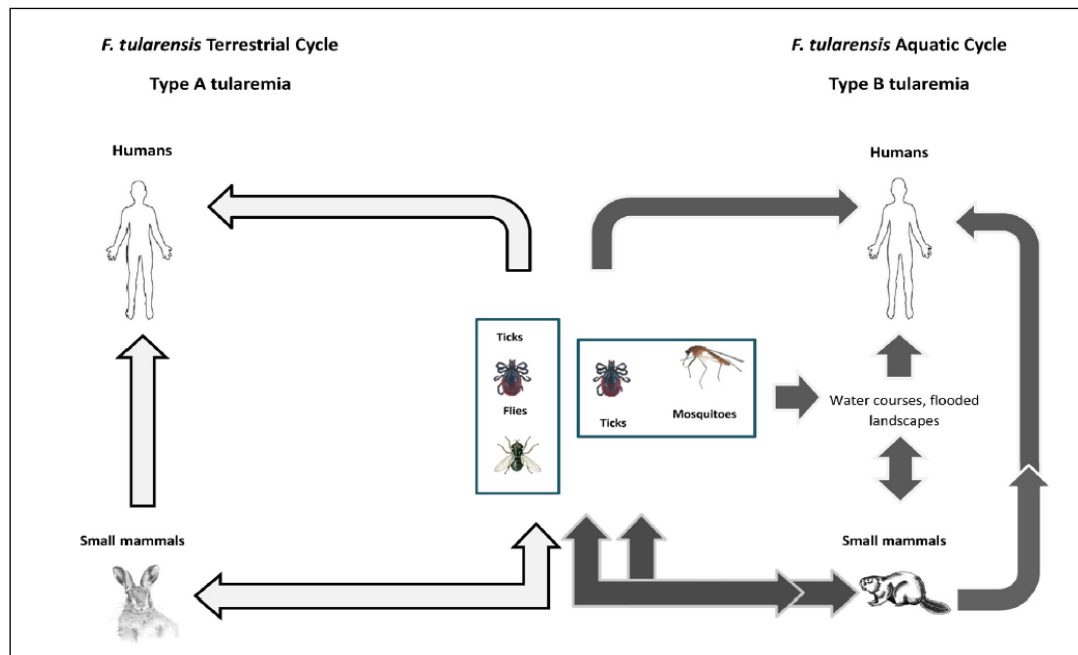 F. tularensis Terrestrial Cycle
Type A tularemia
F. tularensis Aquatic Cycle
Type B tularemia
Humans
Humans
Ticks
Flies
Ticks
Mosquitoes
Water courses, flooded
landscapes
Small mammals
Small mammals